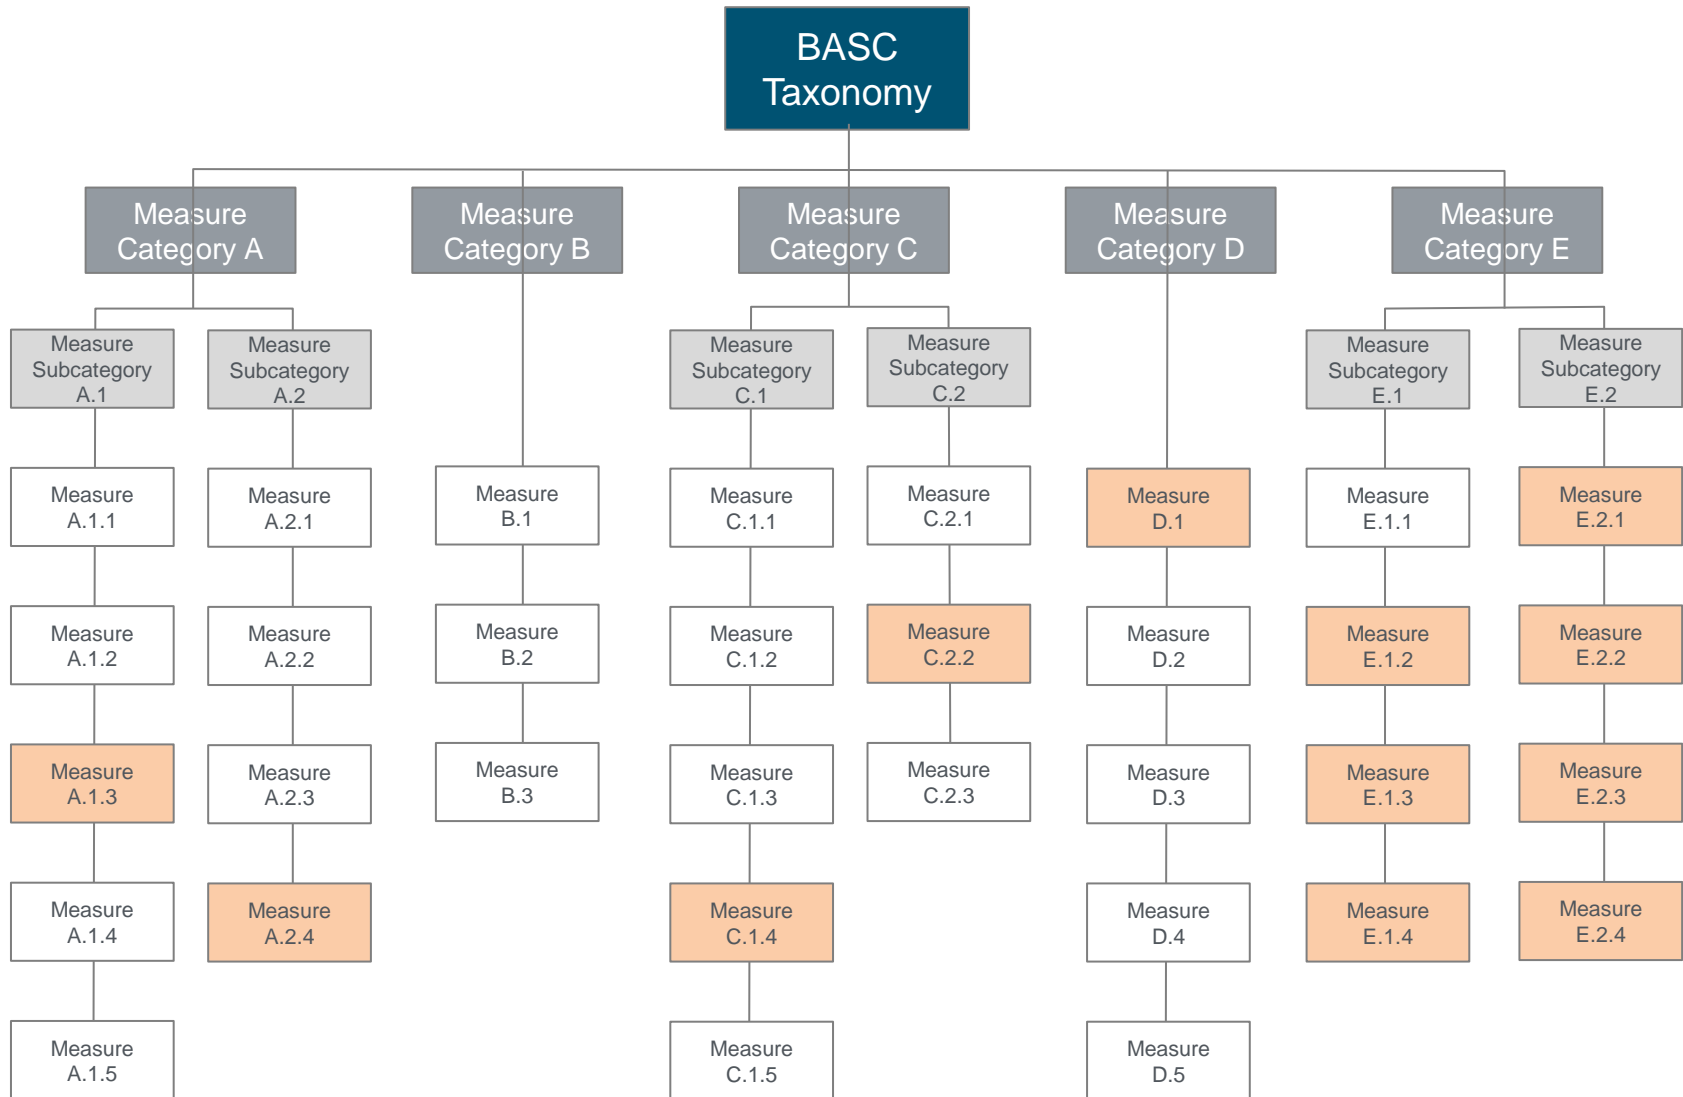 BASC
Taxonomy
Measure
Category A
Measure
Category B
Measure
Category C
Measure
Category D
Measure
Category E
Measure
Subcategory
A.1
Measure
Subcategory
A.2
Measure
Subcategory
C.1
Measure
Subcategory
C.2
Measure
Subcategory
E.1
Measure
Subcategory
E.2
Measure
A.1.1
Measure
A.2.1
Measure
B.1
Measure
C.1.1
Measure
C.2.1
Measure
D.1
Measure
E.1.1
Measure
E.2.1
Measure
A.1.2
Measure
A.2.2
Measure
B.2
Measure
C.1.2
Measure
C.2.2
Measure
D.2
Measure
E.1.2
Measure
E.2.2
Measure
A.1.3
Measure
A.2.3
Measure
B.3
Measure
C.1.3
Measure
C.2.3
Measure
D.3
Measure
E.1.3
Measure
E.2.3
Measure
A.1.4
Measure
A.2.4
Measure
C.1.4
Measure
D.4
Measure
E.1.4
Measure
E.2.4
Measure
A.1.5
Measure
C.1.5
Measure
D.5